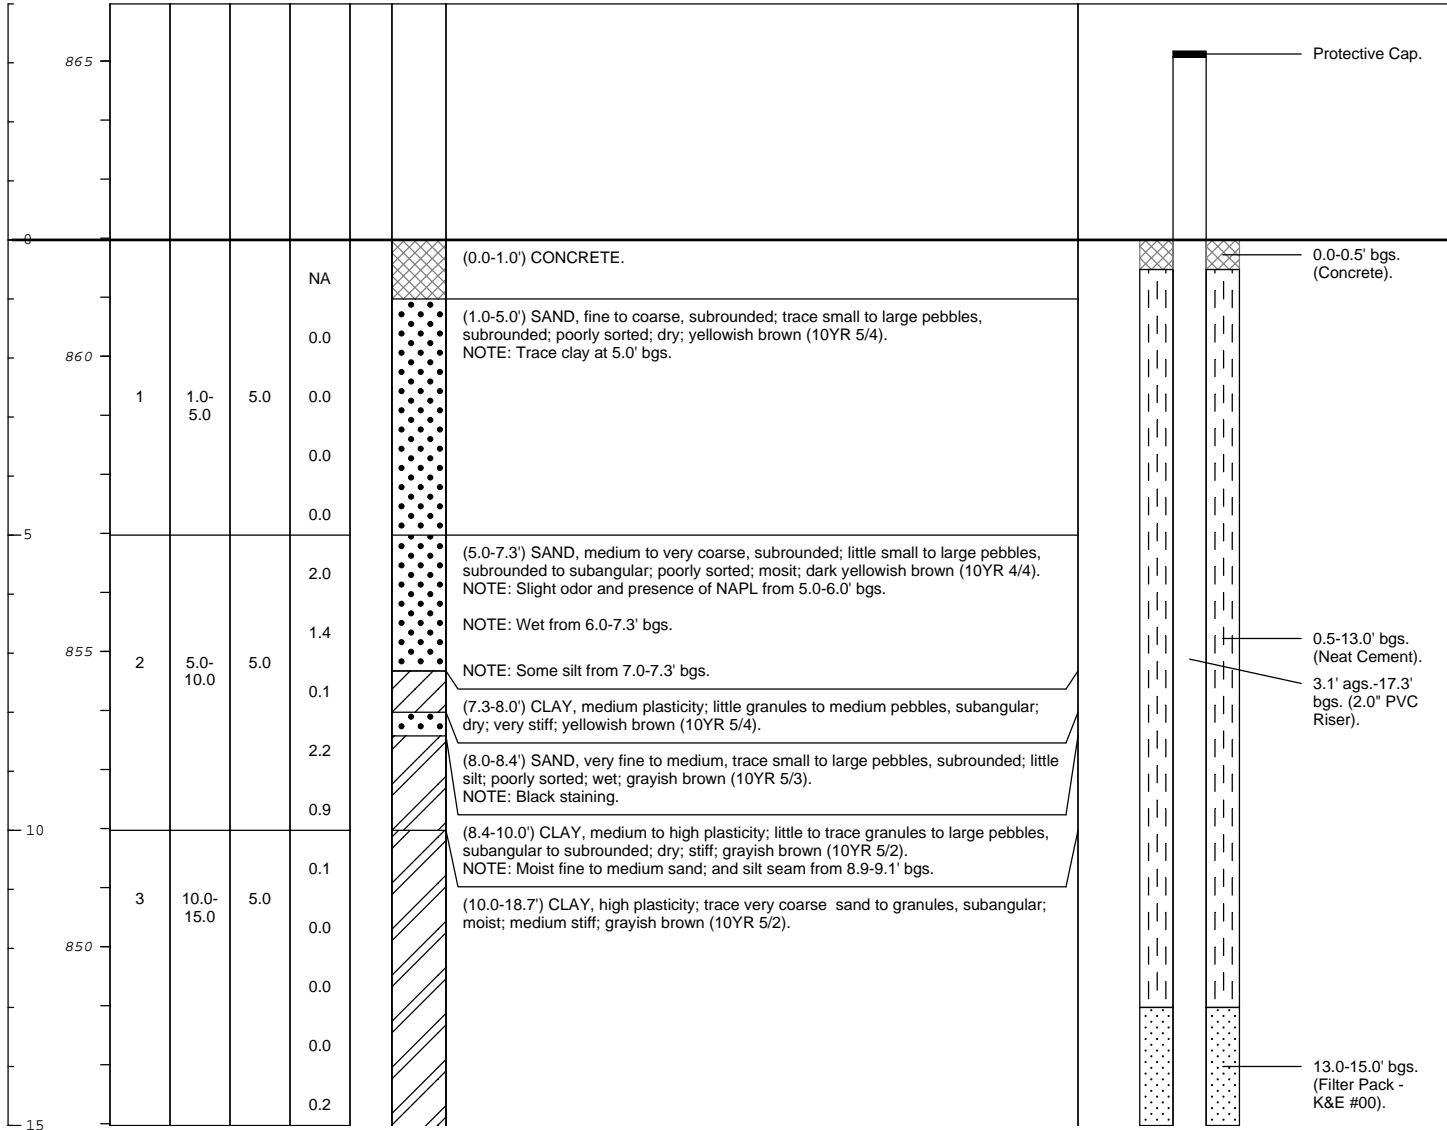 865
Protective Cap.
0
(0.0-1.0') CONCRETE.
0.0-0.5' bgs.
(Concrete).
NA
(1.0-5.0') SAND, fine to coarse, subrounded; trace small to large pebbles,
subrounded; poorly sorted; dry; yellowish brown (10YR 5/4).
NOTE: Trace clay at 5.0' bgs.
0.0
860
1
1.0-
5.0
5.0
0.0
0.0
0.0
5
(5.0-7.3') SAND, medium to very coarse, subrounded; little small to large pebbles,
subrounded to subangular; poorly sorted; mosit; dark yellowish brown (10YR 4/4).
NOTE: Slight odor and presence of NAPL from 5.0-6.0' bgs.
2.0
NOTE: Wet from 6.0-7.3' bgs.
1.4
0.5-13.0' bgs.
(Neat Cement).
855
2
5.0-
10.0
5.0
NOTE: Some silt from 7.0-7.3' bgs.
0.1
3.1' ags.-17.3'
bgs. (2.0" PVC
Riser).
(7.3-8.0') CLAY, medium plasticity; little granules to medium pebbles, subangular;
dry; very stiff; yellowish brown (10YR 5/4).
2.2
(8.0-8.4') SAND, very fine to medium, trace small to large pebbles, subrounded; little
silt; poorly sorted; wet; grayish brown (10YR 5/3).
NOTE: Black staining.
0.9
10
(8.4-10.0') CLAY, medium to high plasticity; little to trace granules to large pebbles,
subangular to subrounded; dry; stiff; grayish brown (10YR 5/2).
NOTE: Moist fine to medium sand; and silt seam from 8.9-9.1' bgs.
0.1
3
10.0-
15.0
5.0
(10.0-18.7') CLAY, high plasticity; trace very coarse sand to granules, subangular;
moist; medium stiff; grayish brown (10YR 5/2).
0.0
850
0.0
0.0
13.0-15.0' bgs.
(Filter Pack -
K&E #00).
0.2
15